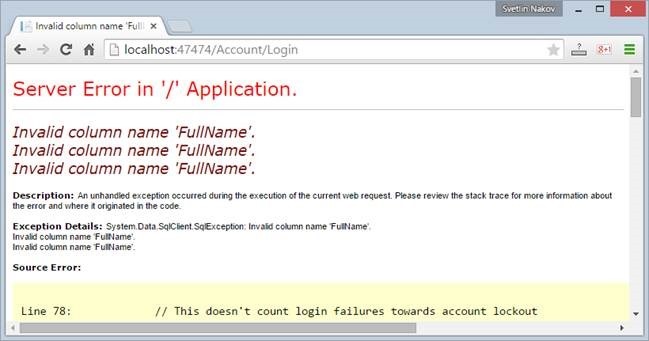 Svetlin Nakov
Invalid column name 'Full
localhost:47474/Account/Login
Server Error in '/' Application.
Invalid column name 'FullName'.
Invalid column name 'FullName'.
Invalid column name 'FullName'.
Description: An unhandled exception occurred during the execution of the current web request. Please review the stack trace for more information about
the error and where it originated in the code.
Exception Details: System.Data.SqlClient.SqlException: Invalid column name 'FullName'.
Invalid column name 'FullName'.
Invalid column name 'FullName'.
Source Error:
Line 78: // This doesn't count login failures towards account lockout